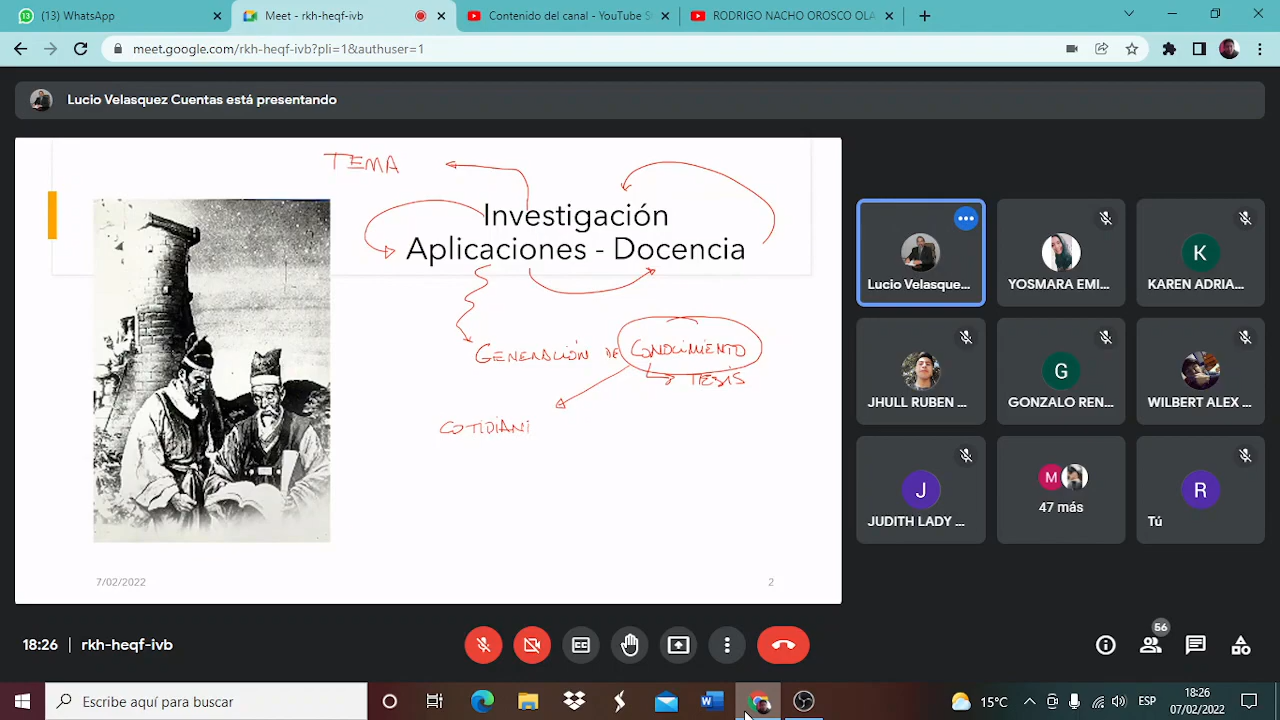 (13) WhatsApp
Meet - rkh-heqf-ivb
Contenido del canal - YouTube S
RODRIGO NACHO OROSCO OLA
meet.google.com/rkh-heqf-ivb?pli=1&authuser=1
Lucio Velasquez Cuentas está presentando
TEMA
Investigación
Aplicaciones - Docencia
GENERACIÓN DE CONOCIMIENTO
TESIS
COTIDIANI
7/02/2022
2
Lucio Velasque...
YOSMARA EMI...
KAREN ADRIA...
K
JHULL RUBEN ...
GONZALO REN...
G
WILBERT ALEX ...
JUDITH LADY ...
J
M
47 más
R
Tú
18:26 | rkh-heqf-ivb
56
Escribe aquí para buscar
15°C
ESP
18:26
07/02/2022